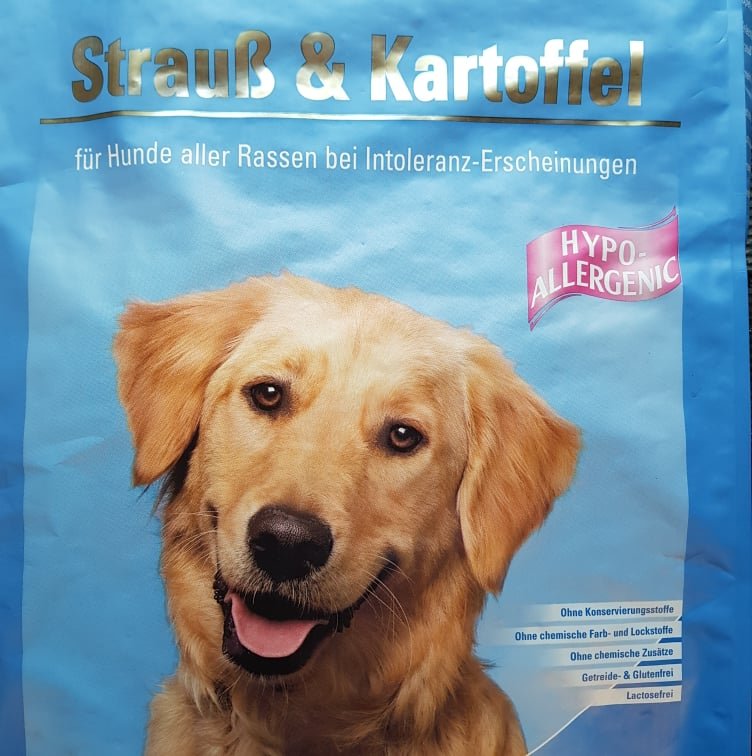 Strauß & Kartoffel
für Hunde aller Rassen bei Intoleranz-Erscheinungen
HYPO-
ALLERGENIC
Ohne Konservierungsstoffe
Ohne chemische Farb- und Lockstoffe
Ohne chemische Zusätze
Getreide- & Glutenfrei
Lactosefrei